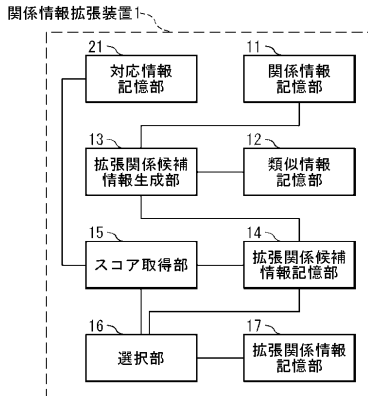 関係情報拡張装置1
21
対応情報
記憶部
11
関係情報
記憶部
13
拡張関係候補
情報生成部
12
類似情報
記憶部
15
スコア取得部
14
拡張関係候補
情報記憶部
16
選択部
17
拡張関係情報
記憶部